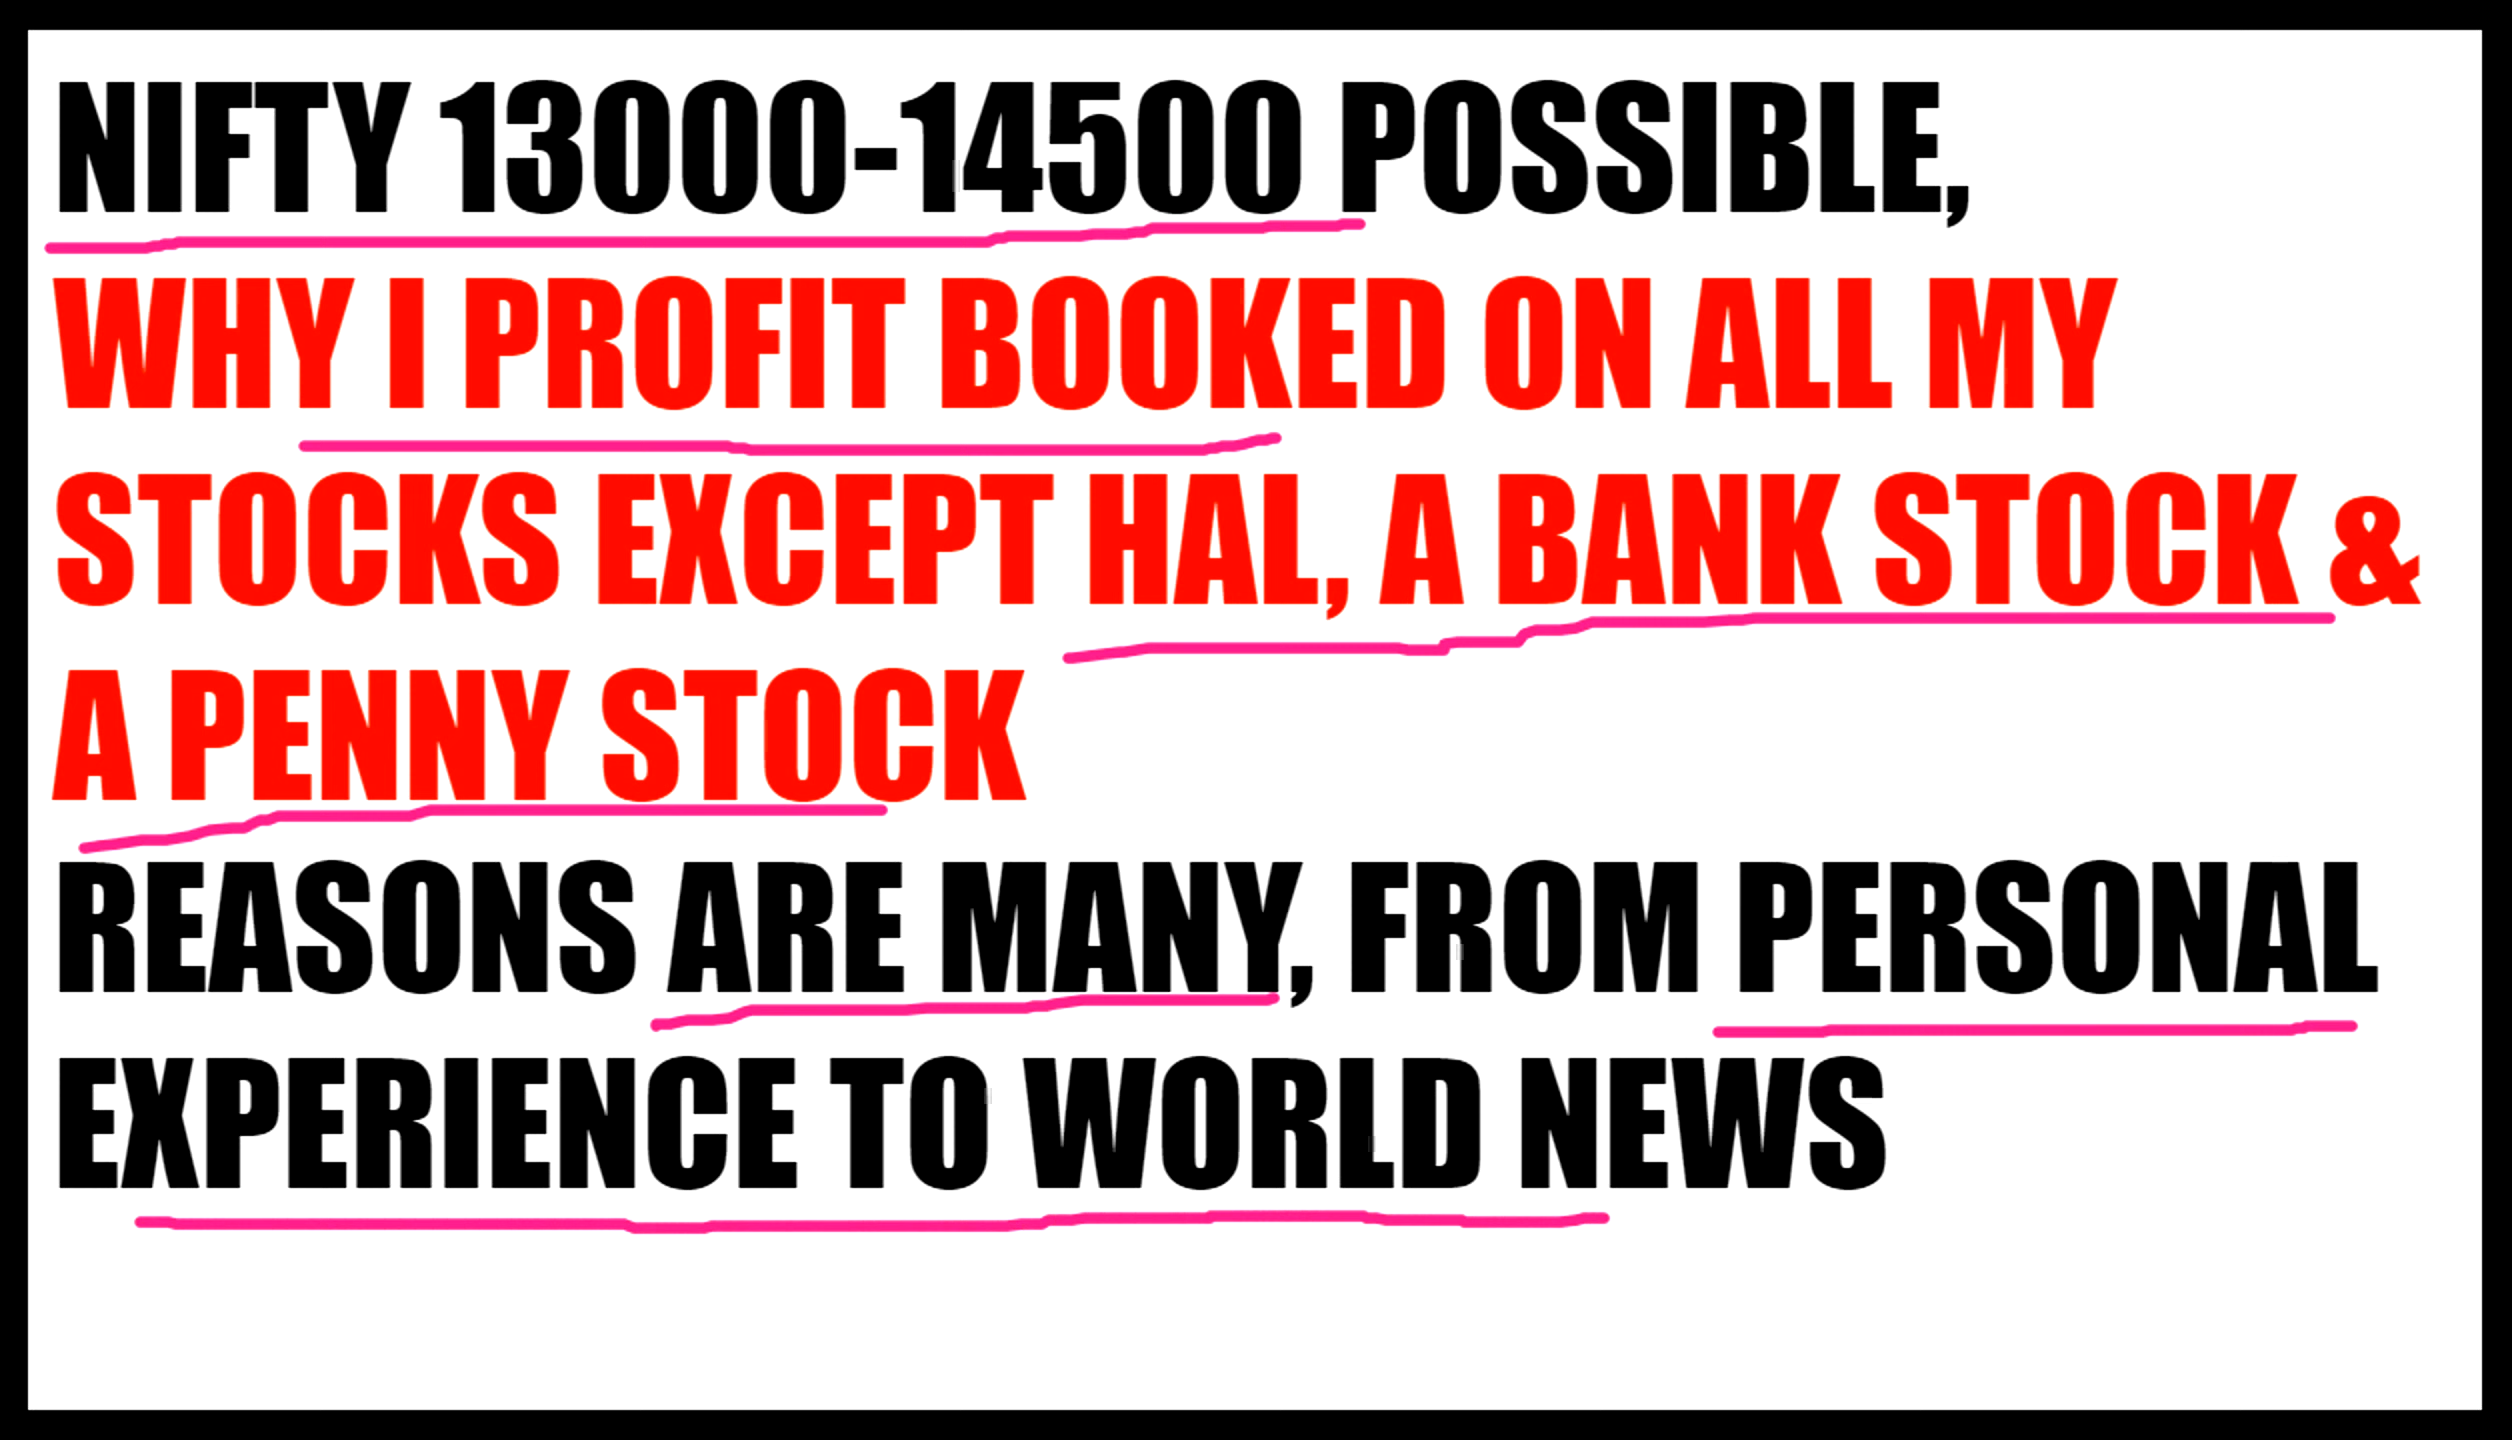 NIFTY 13000-14500 POSSIBLE,
WHY I PROFIT BOOKED ON ALL MY
STOCKS EXCEPT HAL, A BANK STOCK &
A PENNY STOCK
REASONS ARE MANY, FROM PERSONAL
EXPERIENCE TO WORLD NEWS